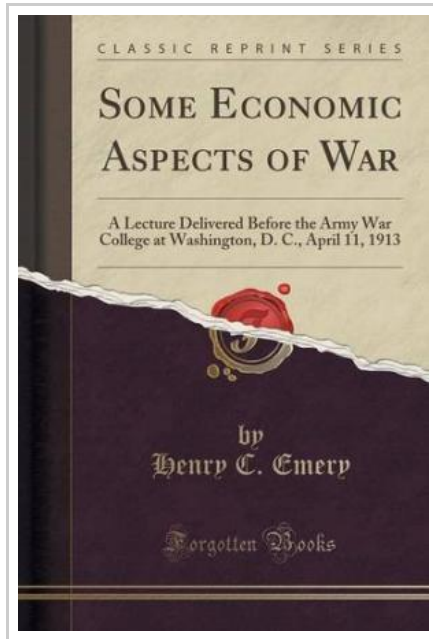 CLASSIC REPRINT SERIES
SOME ECONOMIC
ASPECTS OF WAR
A Lecture Delivered Before the Army War
College at Washington, D. C., April 11, 1913
by
Henry C. Emery
Forgotten Books